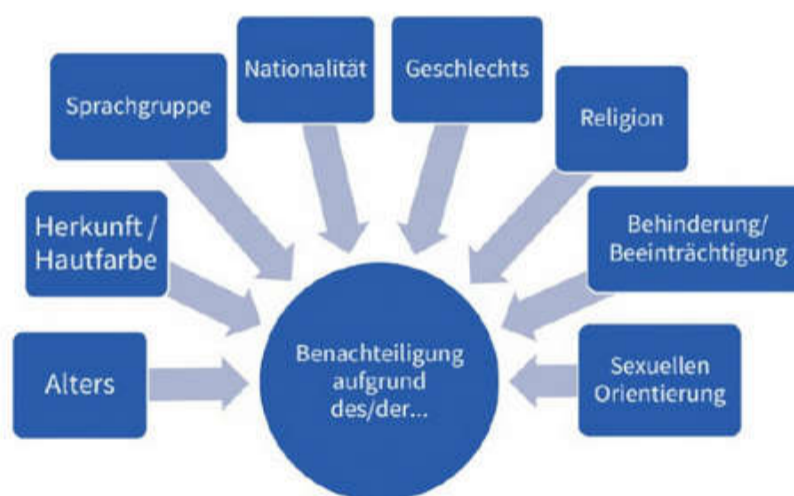 Nationalität
Geschlechts
Sprachgruppe
Religion
Herkunft /
Hautfarbe
Behinderung/
Beeinträchtigung
Alters
Benachteiligung
aufgrund
des/der...
Sexuellen
Orientierung